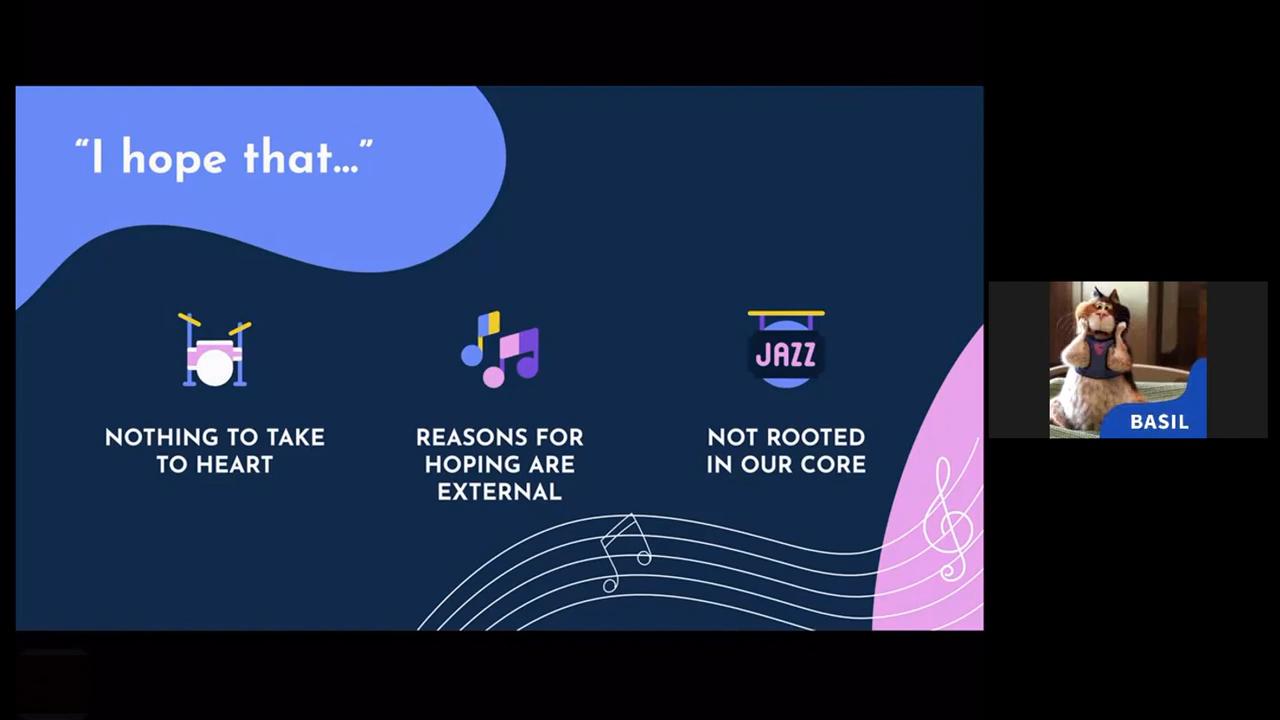 “I hope that...”
JAZZ
NOTHING TO TAKE
TO HEART
REASONS FOR
HOPING ARE
EXTERNAL
NOT ROOTED
IN OUR CORE
BASIL